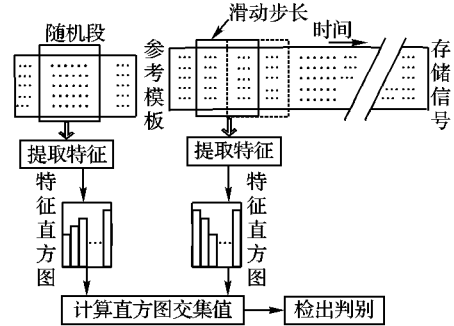 滑动步长
随机段
时间
参考模板
存储信号
提取特征
提取特征
特征直方图
特征直方图
计算直方图交集值
检出判别